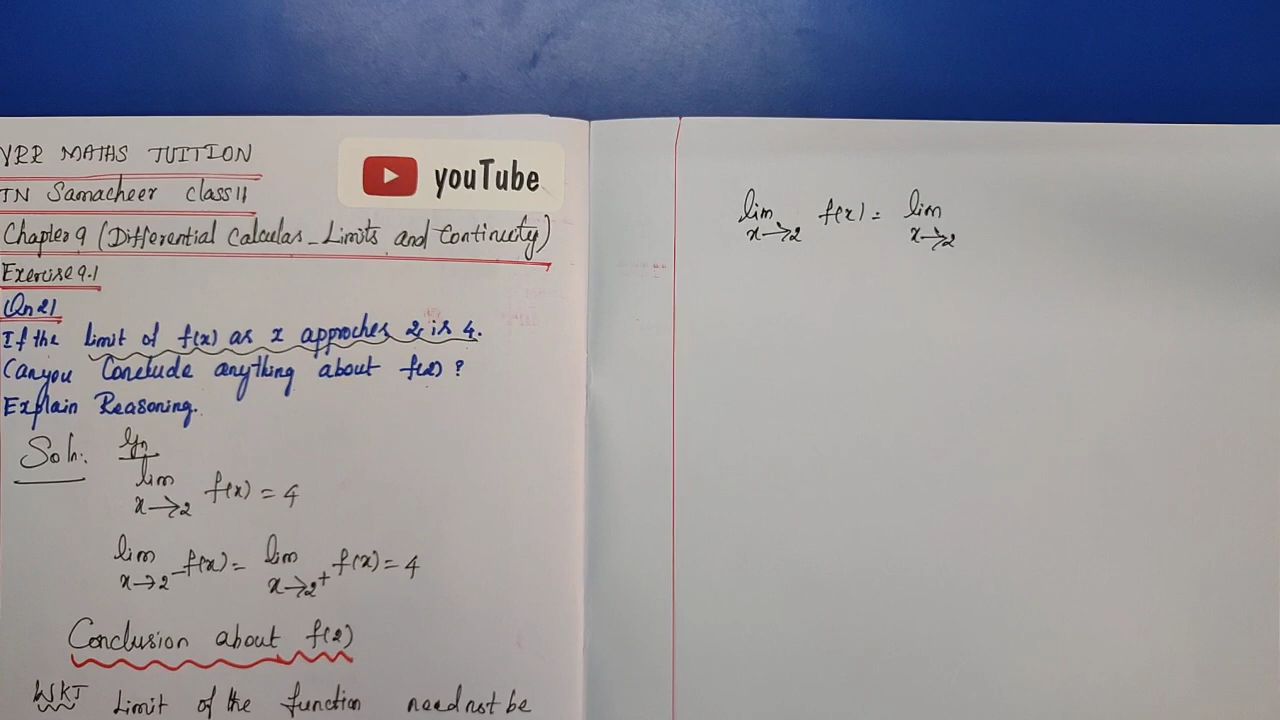 VRR MATHS TUITION
youTube
TN Samacheer class 11
Chapter 9 (Differential Calculas - Limits and Continuity)
Exercise 9.1
Qn 21
If the limit of f(x) as x approches 2 is 4.
Can you Conclude anything about f(2) ?
Explain Reasoning.
Soln: Gn
lim x→2 f(x) = 4
lim x→2⁻ f(x) = lim x→2⁺ f(x) = 4
Conclusion about f(2)
WKT Limit of the function need not be
lim x→2 f(x) = lim x→2